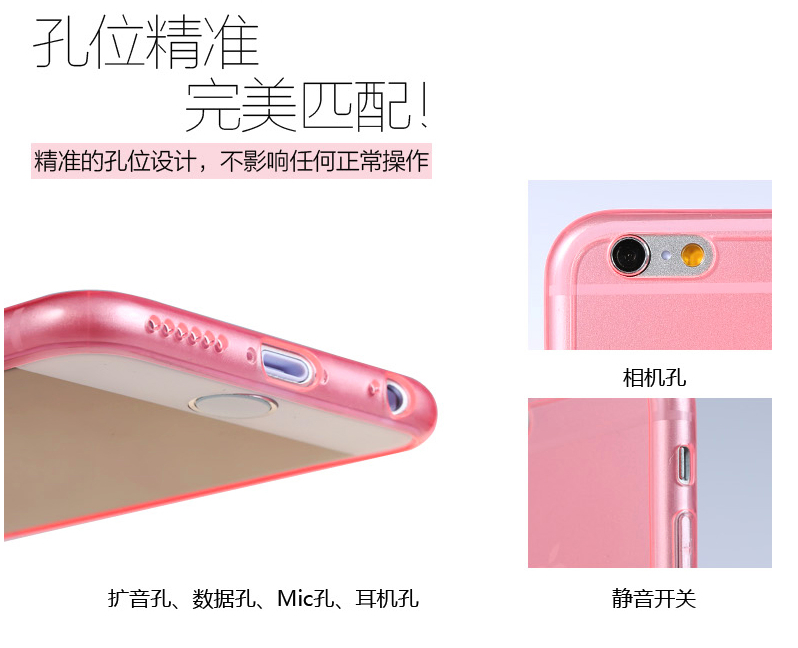 孔位精准
完美匹配!
精准的孔位设计，不影响任何正常操作
相机孔
扩音孔、数据孔、Mic孔、耳机孔
静音开关